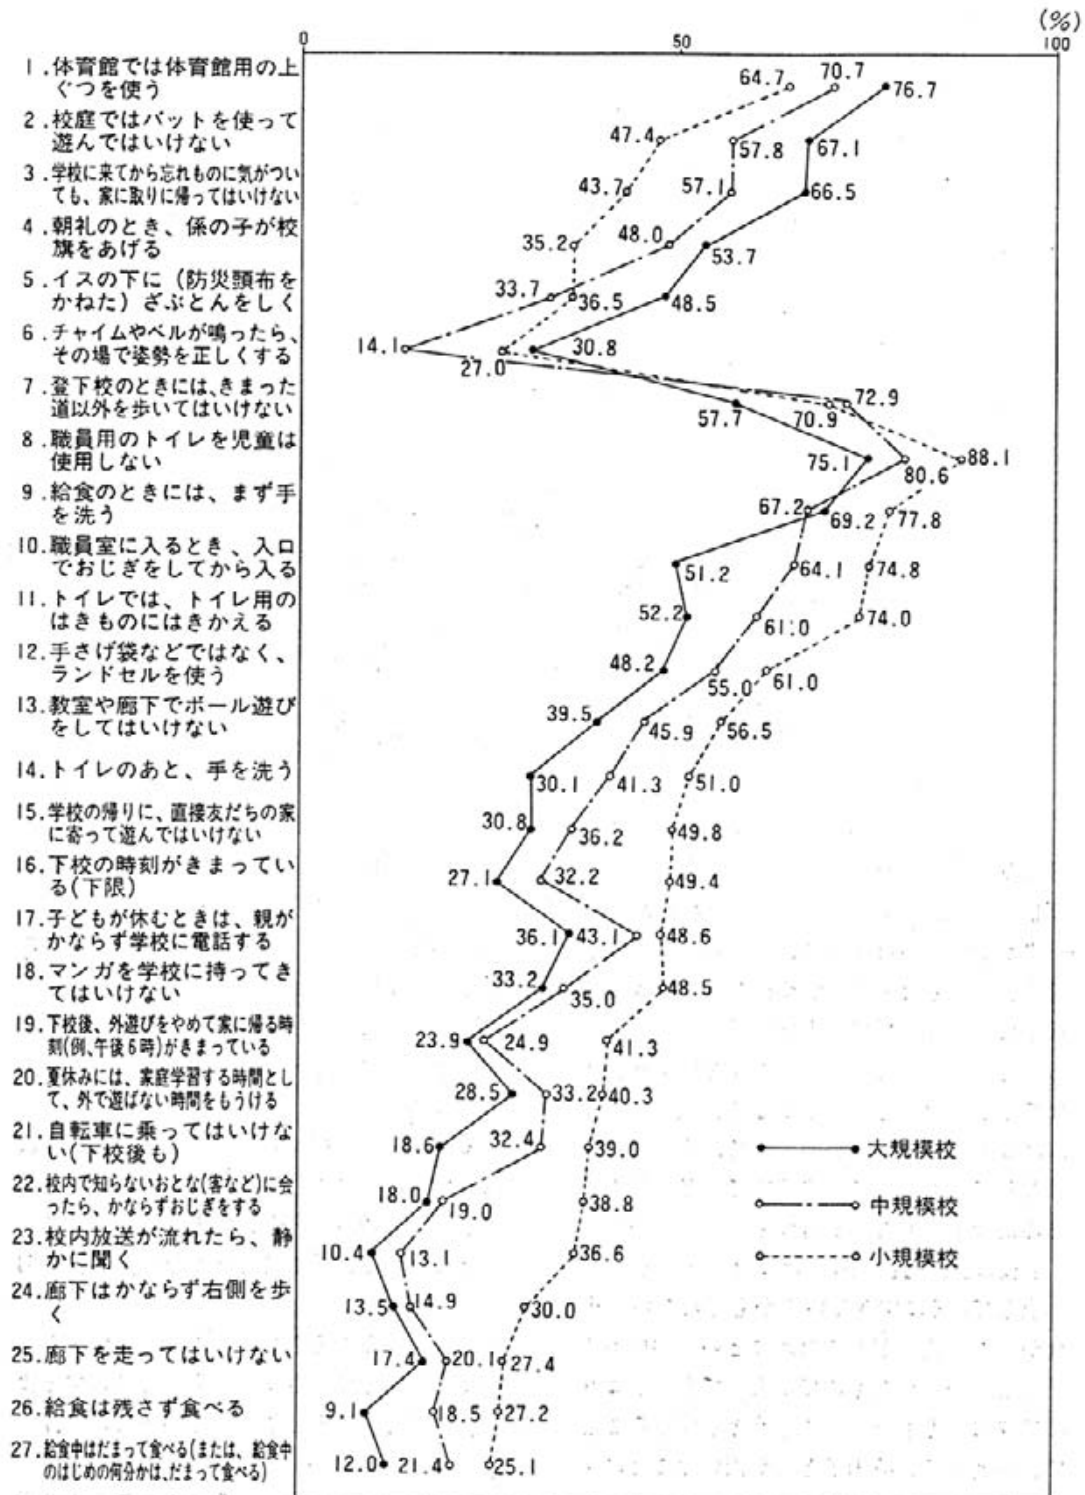 (%)
0 50 100
1.体育館では体育館用の上
ぐつを使う
64.7 70.7 76.7
2.校庭ではバットを使って
遊んではいけない
47.4 57.8 67.1
3.学校に来てから忘れものに気がつい
ても、家に取りに帰ってはいけない
43.7 57.1 66.5
4.朝礼のとき、係の子が校
旗をあげる
35.2 48.0 53.7
5.イスの下に(防災頭布を
かねた)ざぶとんをしく
33.7 36.5 48.5
6.チャイムやベルが鳴ったら、
その場で姿勢を正しくする
14.1 27.0 30.8
7.登下校のときには、きまった
道以外を歩いてはいけない
57.7 70.9 72.9
8.職員用のトイレを児童は
使用しない
75.1 80.6 88.1
9.給食のときには、まず手
を洗う
67.2 69.2 77.8
10.職員室に入るとき、入口
でおじぎをしてから入る
51.2 64.1 74.8
11.トイレでは、トイレ用の
はきものにはきかえる
52.2 61.0 74.0
12.手さげ袋などではなく、
ランドセルを使う
48.2 55.0 61.0
13.教室や廊下でボール遊び
をしてはいけない
39.5 45.9 56.5
14.トイレのあと、手を洗う
30.1 41.3 51.0
15.学校の帰りに、直接友だちの家
に寄って遊んではいけない
30.8 36.2 49.8
16.下校の時刻がきまってい
る(下限)
27.1 32.2 49.4
17.子どもが休むときは、親が
かならず学校に電話する
36.1 43.1 48.6
18.マンガを学校に持ってき
てはいけない
33.2 35.0 48.5
19.下校後、外遊びをやめて家に帰る時
刻(例、午後6時)がきまっている
23.9 24.9 41.3
20.夏休みには、家庭学習する時間とし
て、外で遊ばない時間をもうける
28.5 33.2 40.3
21.自転車に乗ってはいけな
い(下校後も)
18.6 32.4 39.0
大規模校
22.校内で知らないおとな(客など)に会
ったら、かならずおじぎをする
18.0 19.0 38.8
中規模校
23.校内放送が流れたら、静
かに聞く
10.4 13.1 36.6
小規模校
24.廊下はかならず右側を歩
く
13.5 14.9 30.0
25.廊下を走ってはいけない
17.4 20.1 27.4
26.給食は残さず食べる
9.1 18.5 27.2
27.給食中はだまって食べる(または、給食中
のはじめの何分かは、だまって食べる)
12.0 21.4 25.1